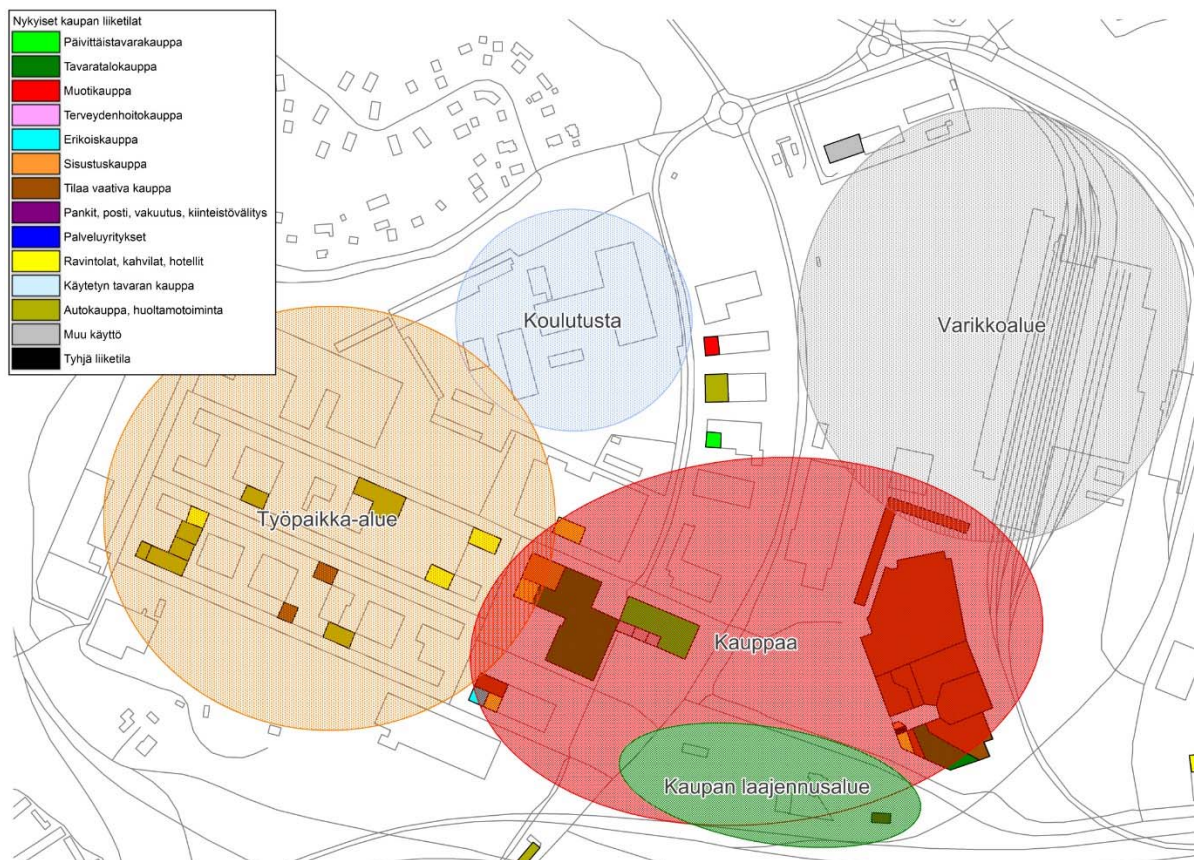 Nykyiset kaupan liiketilat
Päivittäistavarakauppa
Tavaratalokauppa
Muotikauppa
Terveydenhoitokauppa
Erikoiskauppa
Sisustuskauppa
Tilaa vaativa kauppa
Pankit, posti, vakuutus, kiinteistövälitys
Palveluyritykset
Ravintolat, kahvilat, hotellit
Käytetyn tavaran kauppa
Autokauppa, huoltamotoiminta
Muu käyttö
Tyhjä liiketila
Koulutusta
Varikkoalue
Työpaikka-alue
Kauppaa
Kaupan laajennusalue